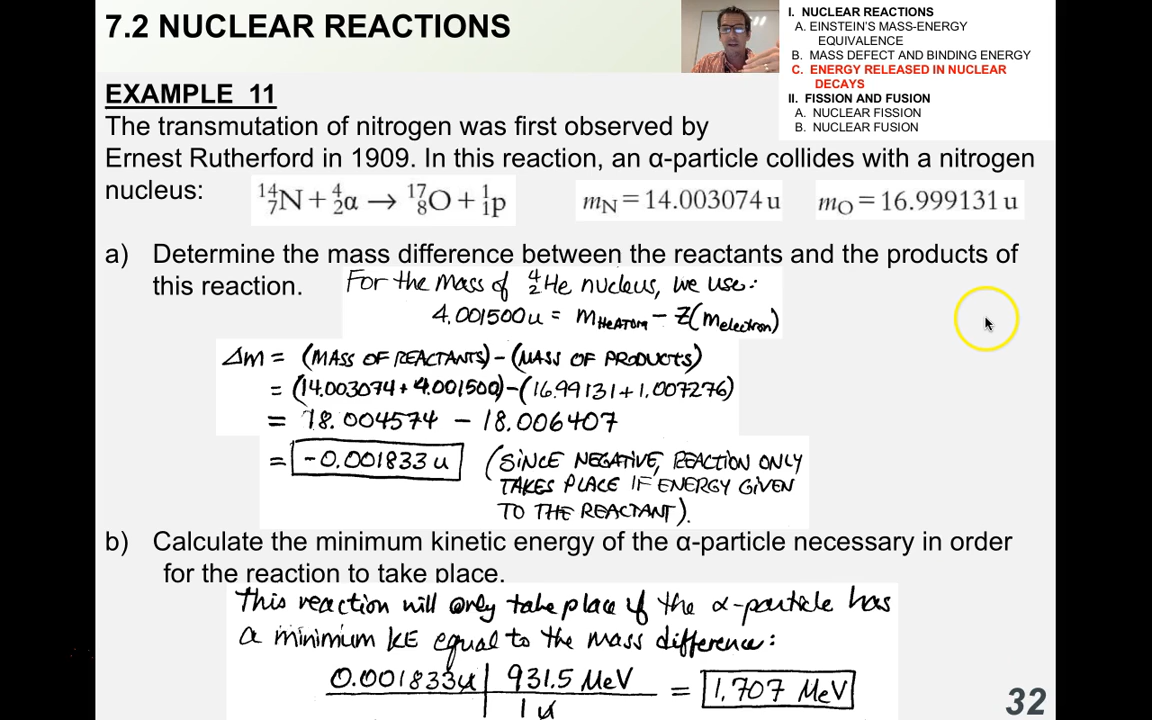 7.2 NUCLEAR REACTIONS
I. NUCLEAR REACTIONS
A. EINSTEIN'S MASS-ENERGY
EQUIVALENCE
B. MASS DEFECT AND BINDING ENERGY
C. ENERGY RELEASED IN NUCLEAR
DECAYS
II. FISSION AND FUSION
A. NUCLEAR FISSION
B. NUCLEAR FUSION
EXAMPLE 11
The transmutation of nitrogen was first observed by
Ernest Rutherford in 1909. In this reaction, an α-particle collides with a nitrogen
nucleus: ¹⁴₇N + ⁴₂α → ¹⁷₈O + ¹₁p m_N = 14.003074 u m_O = 16.999131 u
a) Determine the mass difference between the reactants and the products of
this reaction.
For the Mass of ⁴₂He nucleus, we use:
4.001500u = m_HeATOM − Z(m_electron)
Δm = (MASS OF REACTANTS) − (MASS OF PRODUCTS)
= (14.003074 + 4.001500) − (16.99131 + 1.007276)
= 18.004574 − 18.006407
= −0.001833 u (SINCE NEGATIVE, REACTION ONLY
TAKES PLACE IF ENERGY GIVEN
TO THE REACTANT).
b) Calculate the minimum kinetic energy of the α-particle necessary in order
for the reaction to take place.
This reaction will only take place if the α-particle has
a minimum KE equal to the mass difference:
0.001833u | 931.5 MeV = 1.707 MeV
1 u
32